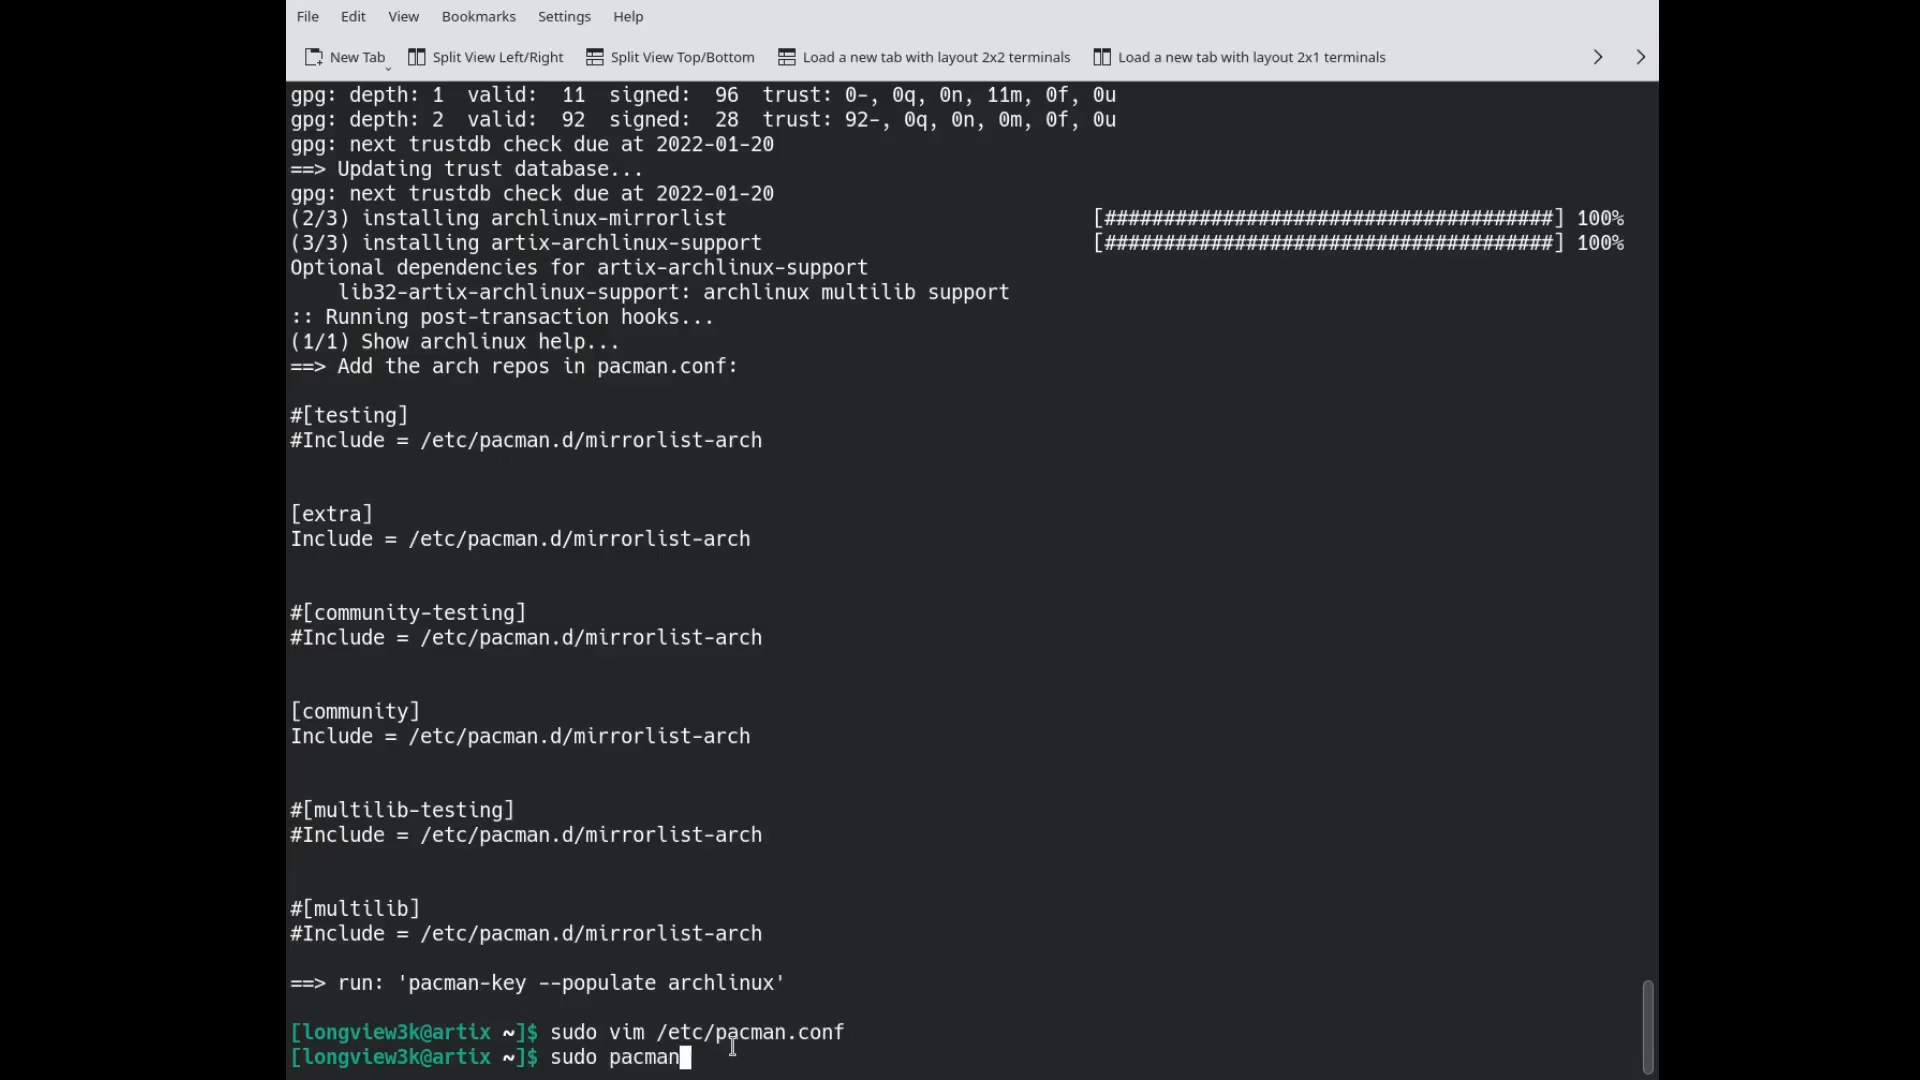 File Edit View Bookmarks Settings Help
New Tab Split View Left/Right Split View Top/Bottom Load a new tab with layout 2x2 terminals Load a new tab with layout 2x1 terminals
gpg: depth: 1  valid:  11  signed:  96  trust: 0-, 0q, 0n, 11m, 0f, 0u
gpg: depth: 2  valid:  92  signed:  28  trust: 92-, 0q, 0n, 0m, 0f, 0u
gpg: next trustdb check due at 2022-01-20
==> Updating trust database...
gpg: next trustdb check due at 2022-01-20
(2/3) installing archlinux-mirrorlist [######################################] 100%
(3/3) installing artix-archlinux-support [######################################] 100%
Optional dependencies for artix-archlinux-support
    lib32-artix-archlinux-support: archlinux multilib support
:: Running post-transaction hooks...
(1/1) Show archlinux help...
==> Add the arch repos in pacman.conf:
#[testing]
#Include = /etc/pacman.d/mirrorlist-arch
[extra]
Include = /etc/pacman.d/mirrorlist-arch
#[community-testing]
#Include = /etc/pacman.d/mirrorlist-arch
[community]
Include = /etc/pacman.d/mirrorlist-arch
#[multilib-testing]
#Include = /etc/pacman.d/mirrorlist-arch
#[multilib]
#Include = /etc/pacman.d/mirrorlist-arch
==> run: 'pacman-key --populate archlinux'
[longview3k@artix ~]$ sudo vim /etc/pacman.conf
[longview3k@artix ~]$ sudo pacman